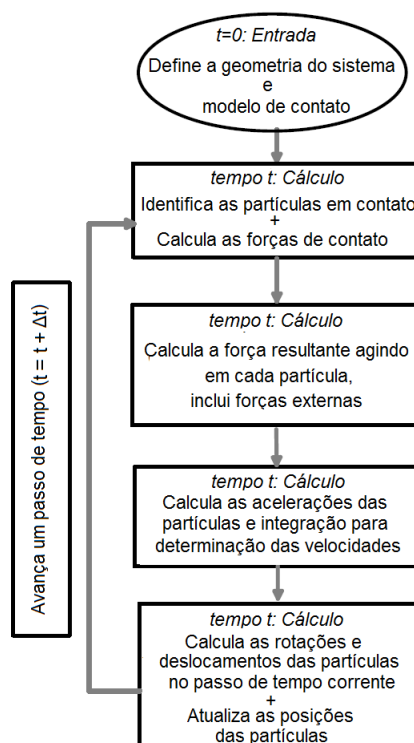 t=0: Entrada
Define a geometria do sistema
e
modelo de contato
tempo t: Cálculo
Identifica as partículas em contato
+
Calcula as forças de contato
tempo t: Cálculo
Calcula a força resultante agindo
em cada partícula,
inclui forças externas
tempo t: Cálculo
Calcula as acelerações das
partículas e integração para
determinação das velocidades
tempo t: Cálculo
Calcula as rotações e
deslocamentos das partículas
no passo de tempo corrente
+
Atualiza as posições
das partículas
Avança um passo de tempo (t = t + Δt)